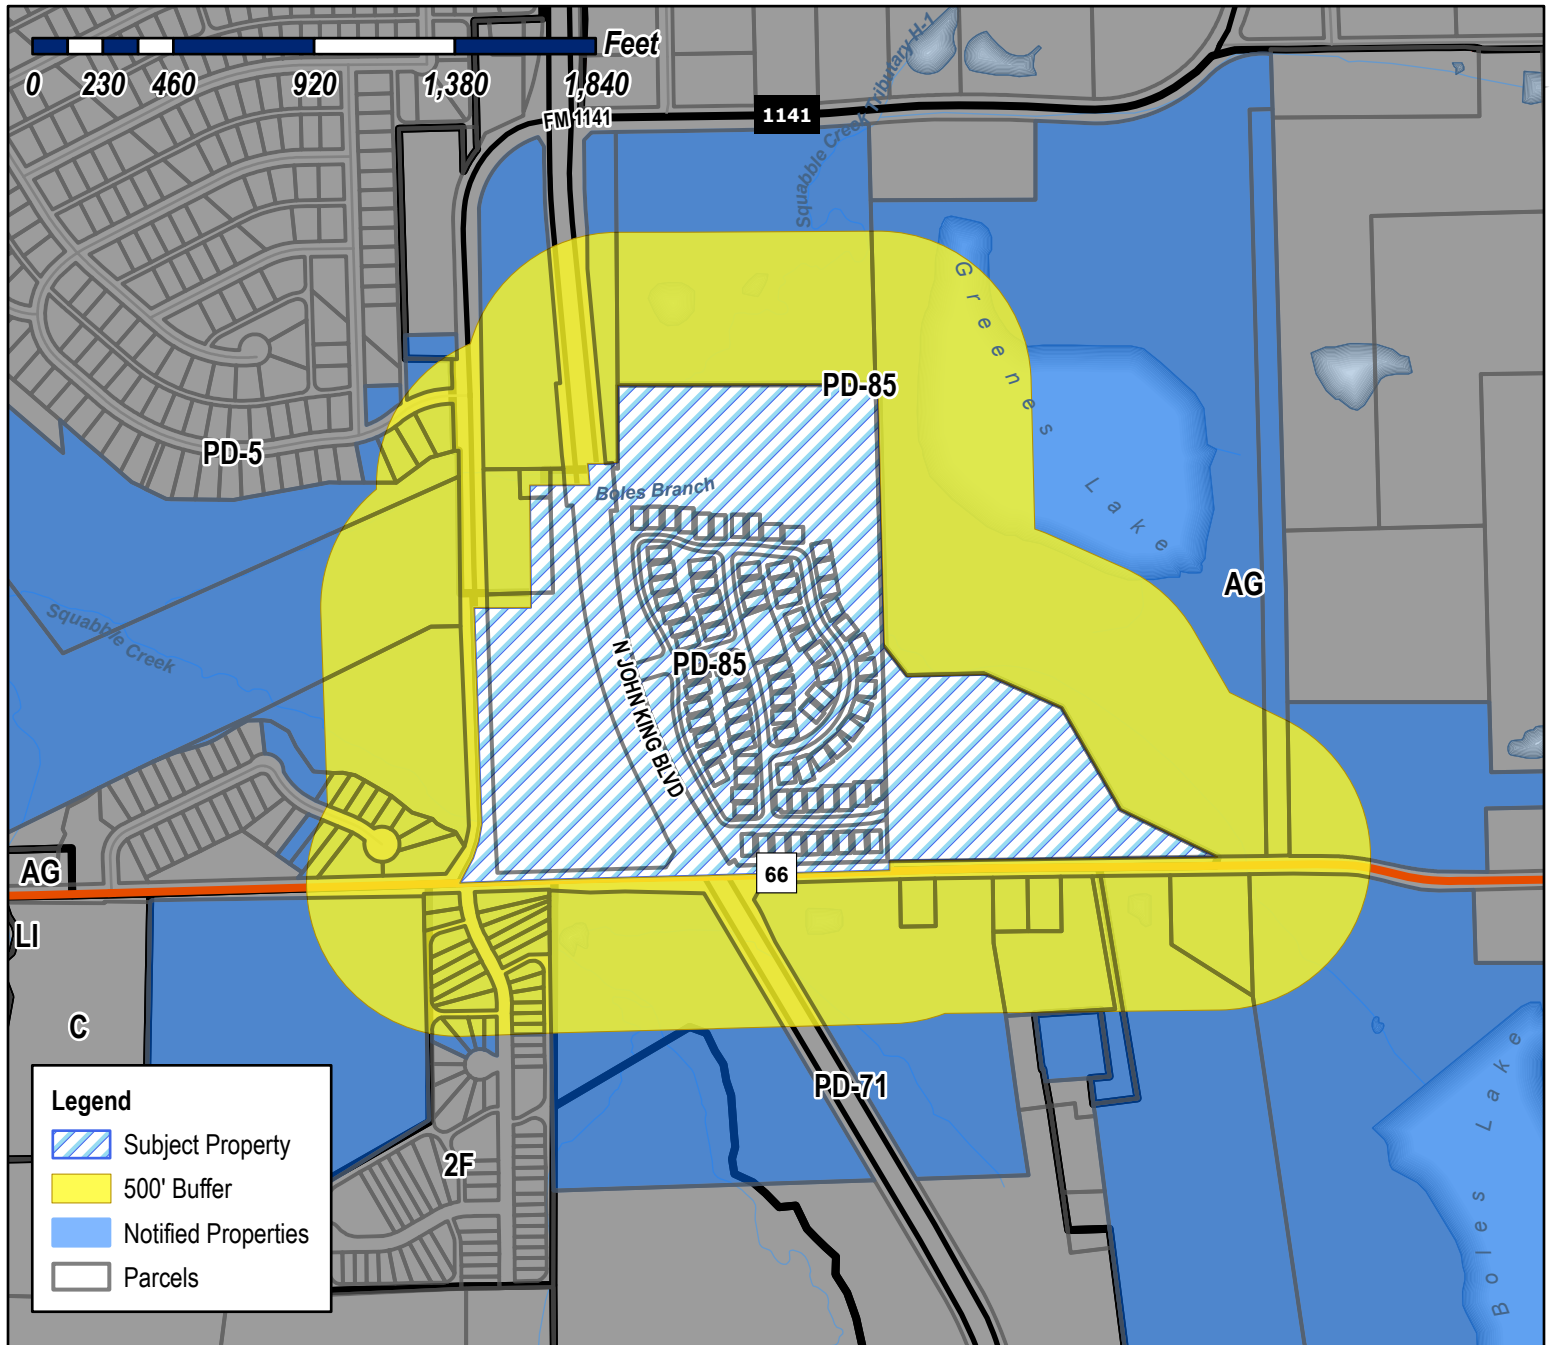 Feet
0 230 460 920 1,380 1,840
FM 1141
1141
Squabble Creek Tributary H-1
Greenes Lake
PD-85
PD-5
Boles Branch
AG
Squabble Creek
N JOHN KING BLVD
PD-85
AG
66
LI
C
PD-71
2F
Boles Lake
Legend
Subject Property
500' Buffer
Notified Properties
Parcels